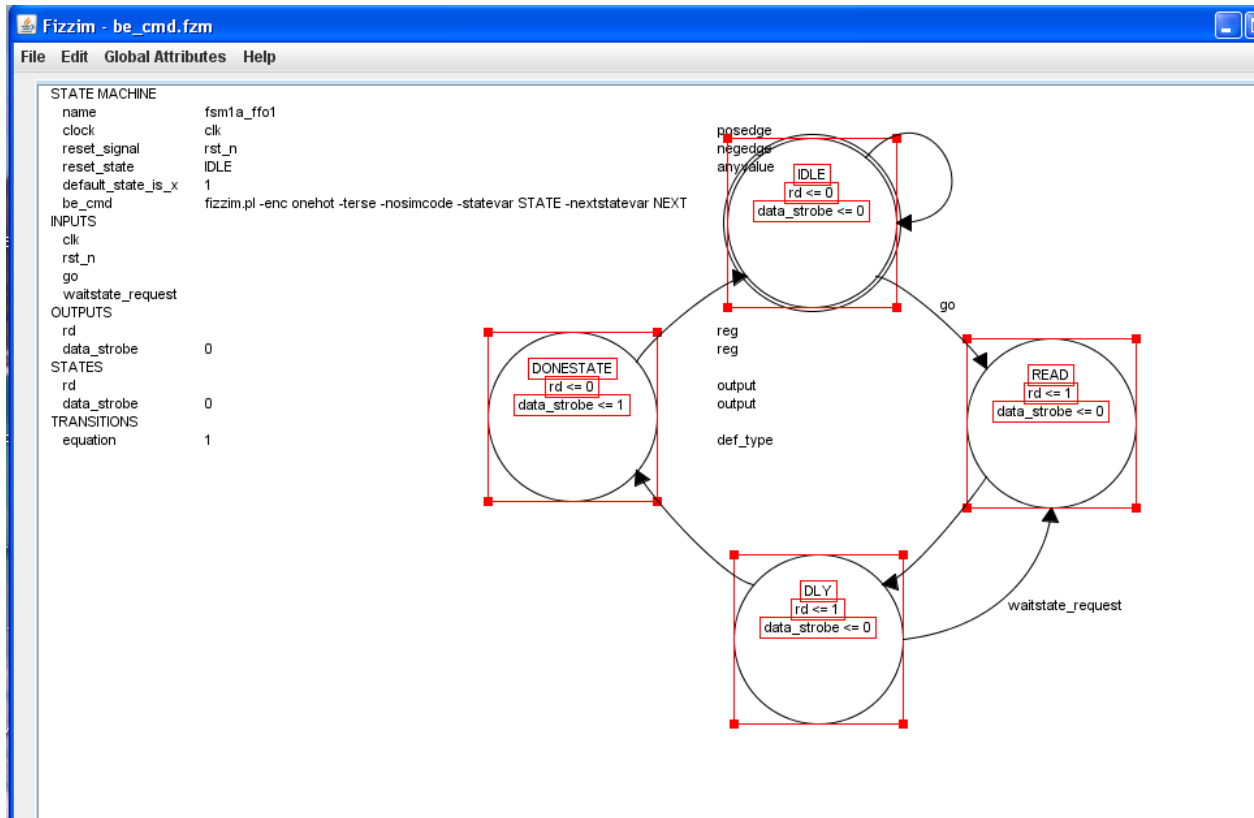 Fizzim - be_cmd.fzm
File Edit Global Attributes Help
STATE MACHINE
name fsm1a_ffo1
clock clk posedge
reset_signal rst_n negedge
reset_state IDLE anyvalue
default_state_is_x 1
be_cmd fizzim.pl -enc onehot -terse -nosimcode -statevar STATE -nextstatevar NEXT
INPUTS
clk
rst_n
go
waitstate_request
OUTPUTS
rd reg
data_strobe 0 reg
STATES
rd output
data_strobe 0 output
TRANSITIONS
equation 1 def_type
IDLE
rd <= 0
data_strobe <= 0
go
DONESTATE
rd <= 0
data_strobe <= 1
READ
rd <= 1
data_strobe <= 0
DLY
rd <= 1
data_strobe <= 0
waitstate_request